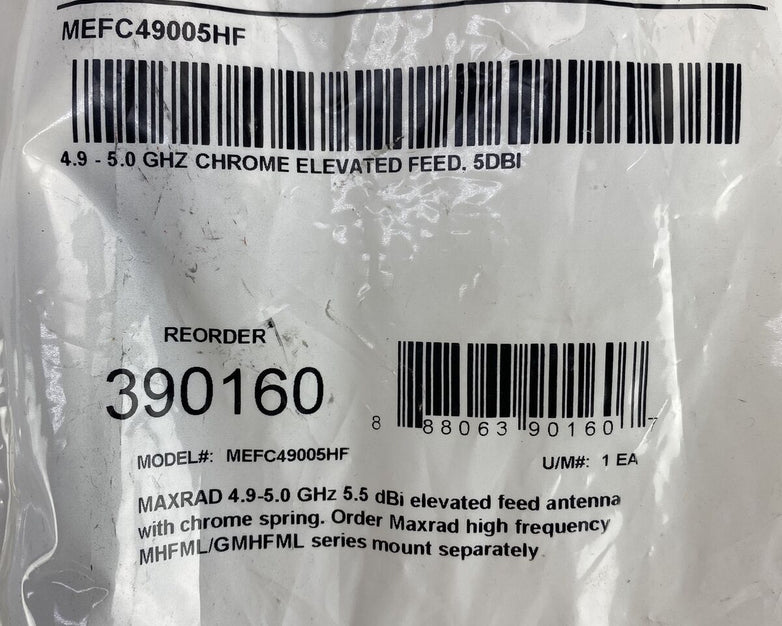 MEFC49005HF
4.9 - 5.0 GHZ CHROME ELEVATED FEED. 5DBI
REORDER
390160
8 88063 90160 7
MODEL#: MEFC49005HF
U/M#: 1 EA
MAXRAD 4.9-5.0 GHz 5.5 dBi elevated feed antenna
with chrome spring. Order Maxrad high frequency
MHFML/GMHFML series mount separately